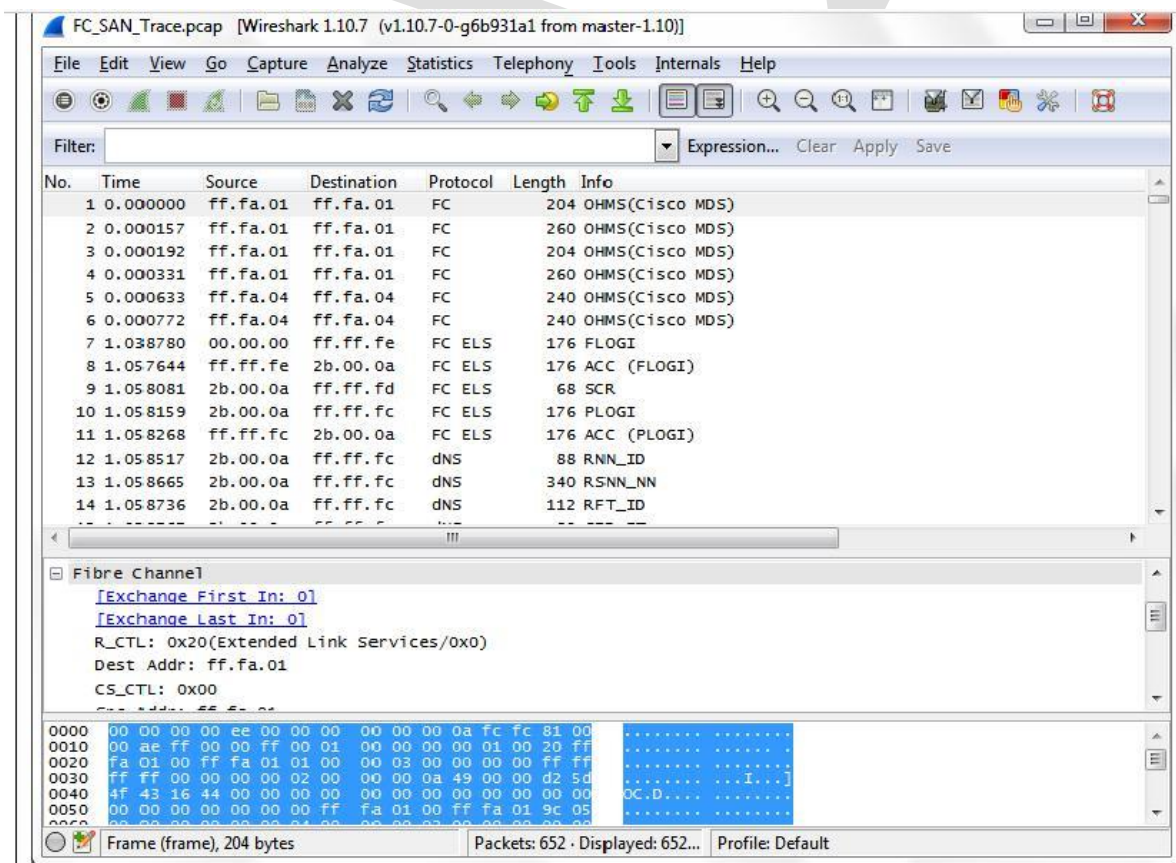 FC_SAN_Trace.pcap [Wireshark 1.10.7 (v1.10.7-0-g6b931a1 from master-1.10)]
File Edit View Go Capture Analyze Statistics Telephony Tools Internals Help
Filter: Expression... Clear Apply Save
No. Time Source Destination Protocol Length Info
1 0.000000 ff.fa.01 ff.fa.01 FC 204 OHMS(Cisco MDS)
2 0.000157 ff.fa.01 ff.fa.01 FC 260 OHMS(Cisco MDS)
3 0.000192 ff.fa.01 ff.fa.01 FC 204 OHMS(Cisco MDS)
4 0.000331 ff.fa.01 ff.fa.01 FC 260 OHMS(Cisco MDS)
5 0.000633 ff.fa.04 ff.fa.04 FC 240 OHMS(Cisco MDS)
6 0.000772 ff.fa.04 ff.fa.04 FC 240 OHMS(Cisco MDS)
7 1.038780 00.00.00 ff.ff.fe FC ELS 176 FLOGI
8 1.057644 ff.ff.fe 2b.00.0a FC ELS 176 ACC (FLOGI)
9 1.058081 2b.00.0a ff.ff.fd FC ELS 68 SCR
10 1.058159 2b.00.0a ff.ff.fc FC ELS 176 PLOGI
11 1.058268 ff.ff.fc 2b.00.0a FC ELS 176 ACC (PLOGI)
12 1.058517 2b.00.0a ff.ff.fc dNS 88 RNN_ID
13 1.058665 2b.00.0a ff.ff.fc dNS 340 RSNN_NN
14 1.058736 2b.00.0a ff.ff.fc dNS 112 RFT_ID
Fibre Channel
[Exchange First In: 0]
[Exchange Last In: 0]
R_CTL: 0x20(Extended Link Services/0x0)
Dest Addr: ff.fa.01
CS_CTL: 0x00
0000 00 00 00 00 ee 00 00 00 00 00 00 0a fc fc 81 00 ........ ........
0010 00 ae ff 00 00 ff 00 01 00 00 00 00 01 00 20 ff ........ ...... .
0020 fa 01 00 ff fa 01 01 00 00 03 00 00 00 00 ff ff ........ ........
0030 ff ff 00 00 00 00 02 00 00 00 0a 49 00 00 d2 5d ........ ...I...]
0040 4f 43 16 44 00 00 00 00 00 00 00 00 00 00 00 00 OC.D.... ........
0050 00 00 00 00 00 00 00 ff fa 01 00 ff fa 01 9c 05 ........ ........
Frame (frame), 204 bytes Packets: 652 · Displayed: 652... Profile: Default